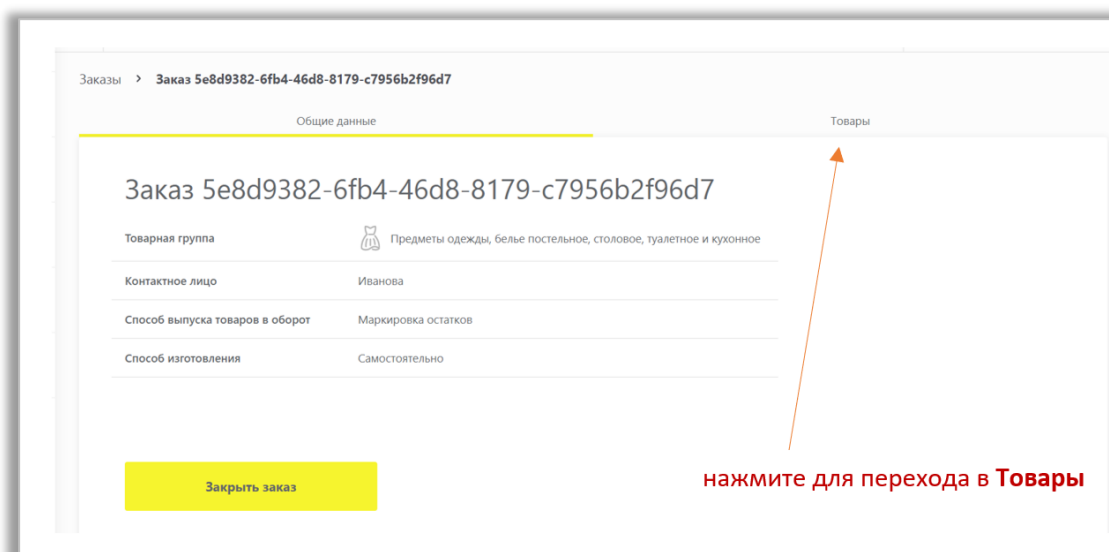 Заказы > Заказ 5e8d9382-6fb4-46d8-8179-c7956b2f96d7
Общие данные Товары
Заказ 5e8d9382-6fb4-46d8-8179-c7956b2f96d7
Товарная группа Предметы одежды, белье постельное, столовое, туалетное и кухонное
Контактное лицо Иванова
Способ выпуска товаров в оборот Маркировка остатков
Способ изготовления Самостоятельно
нажмите для перехода в Товары
Закрыть заказ